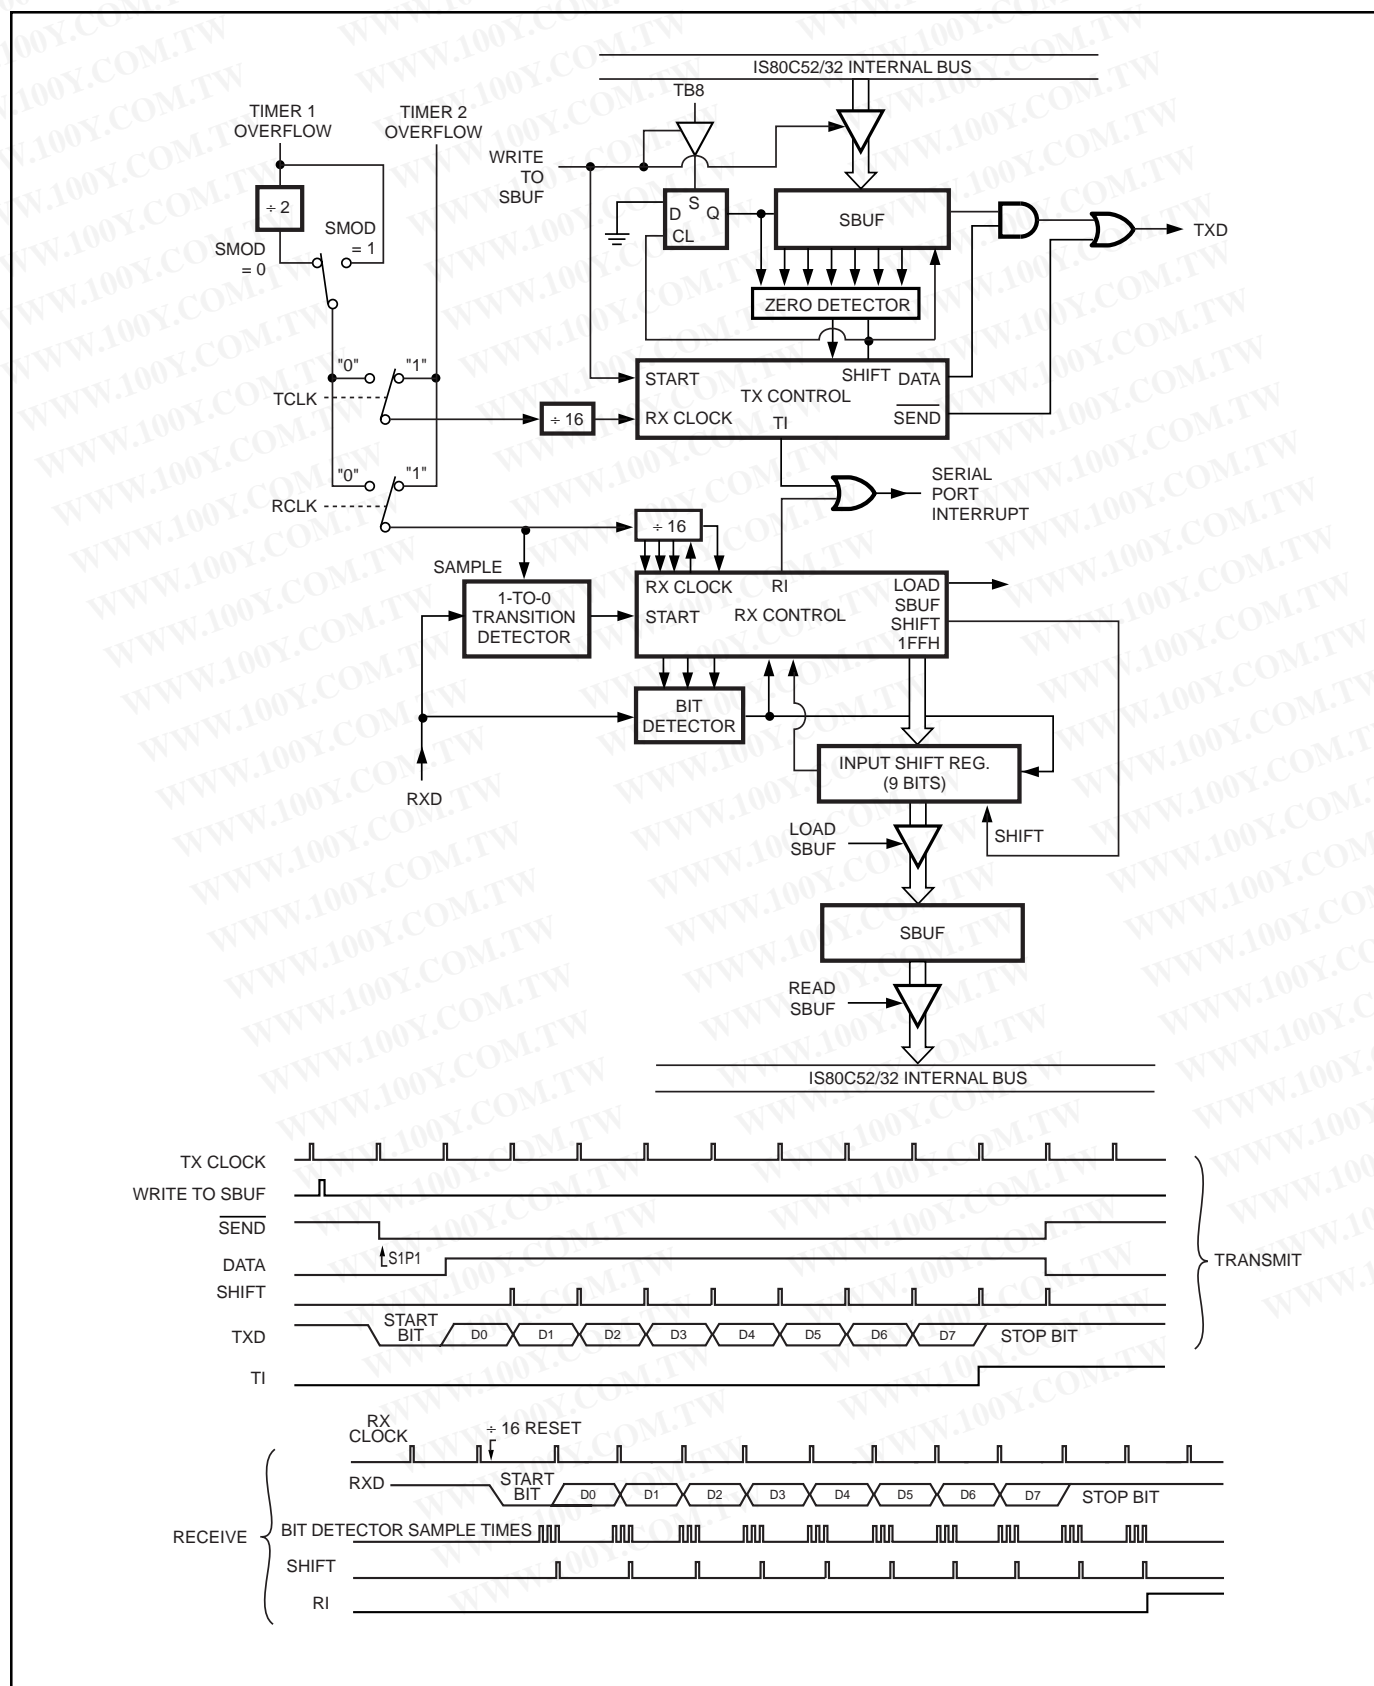 IS80C52/32 INTERNAL BUS
TB8
TIMER 1
OVERFLOW
TIMER 2
OVERFLOW
WRITE
TO
SBUF
÷ 2
S
D
Q
CL
SBUF
TXD
SMOD
= 0
SMOD
= 1
ZERO DETECTOR
"0"
"1"
TCLK
START
SHIFT
DATA
TX CONTROL
÷ 16
RX CLOCK
TI
SEND
"0"
"1"
RCLK
SERIAL
PORT
INTERRUPT
÷ 16
SAMPLE
1-TO-0
TRANSITION
DETECTOR
RX CLOCK
RI
LOAD
SBUF
START
RX CONTROL
SHIFT
1FFH
BIT
DETECTOR
RXD
INPUT SHIFT REG.
(9 BITS)
LOAD
SBUF
SHIFT
SBUF
READ
SBUF
IS80C52/32 INTERNAL BUS
TX CLOCK
WRITE TO SBUF
SEND
S1P1
DATA
TRANSMIT
SHIFT
TXD
START
BIT
D0 D1 D2 D3 D4 D5 D6 D7 STOP BIT
TI
RX
CLOCK
÷ 16 RESET
RXD
START
BIT
D0 D1 D2 D3 D4 D5 D6 D7 STOP BIT
RECEIVE
BIT DETECTOR SAMPLE TIMES
SHIFT
RI
WWW.100Y.COM.TW